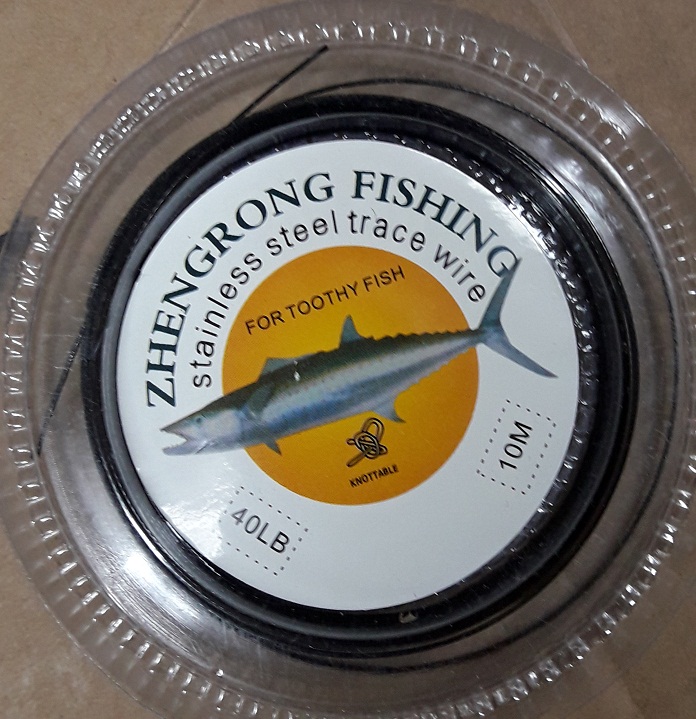 ZHENGRONG FISHING
stainless steel trace wire
FOR TOOTHY FISH
KNOTTABLE
10M
40LB